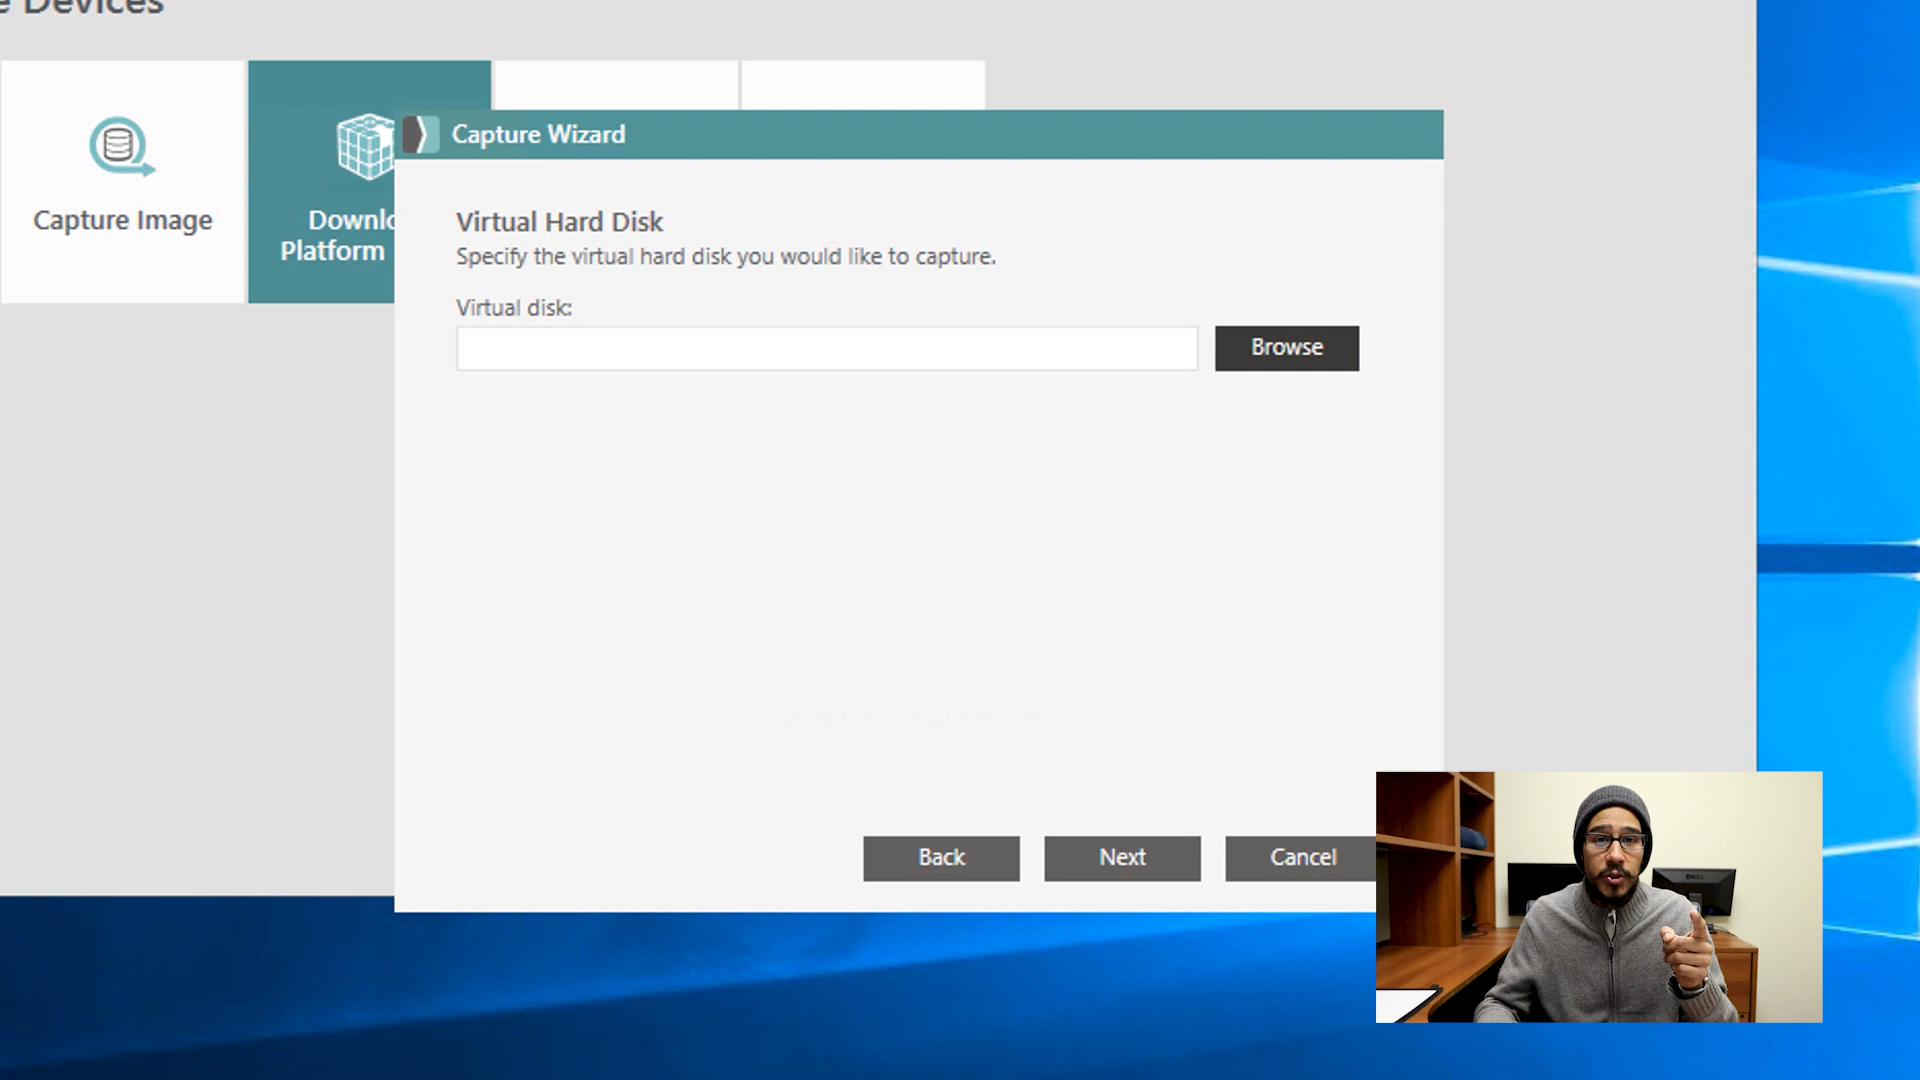 Devices
Capture Image
Platform
Capture Wizard
Virtual Hard Disk
Specify the virtual hard disk you would like to capture.
Virtual disk:
Browse
Back
Next
Cancel
DELL